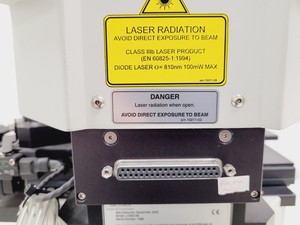 LASER RADIATION
AVOID DIRECT EXPOSURE TO BEAM
CLASS IIIb LASER PRODUCT
(EN 60825-1:1994)
DIODE LASER O= 810nm 100mW MAX
DANGER
Laser radiation when open.
AVOID DIRECT EXPOSURE TO BEAM